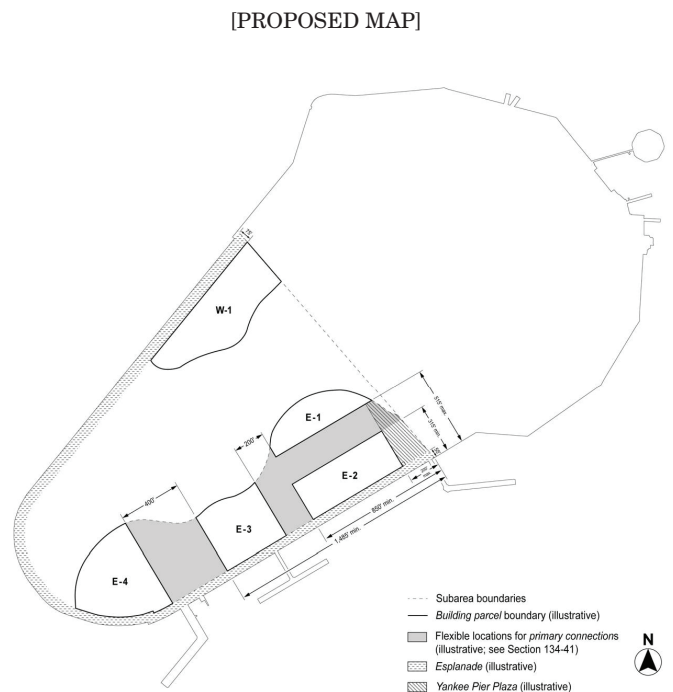 [PROPOSED MAP]
75'
W-1
E-1
515' max.
315' min.
200'
E-2
850' min.
1,485' min.
400'
E-3
E-4
Subarea boundaries
Building parcel boundary (illustrative)
Flexible locations for primary connections
(illustrative; see Section 134-41)
Esplanade (illustrative)
Yankee Pier Plaza (illustrative)
N